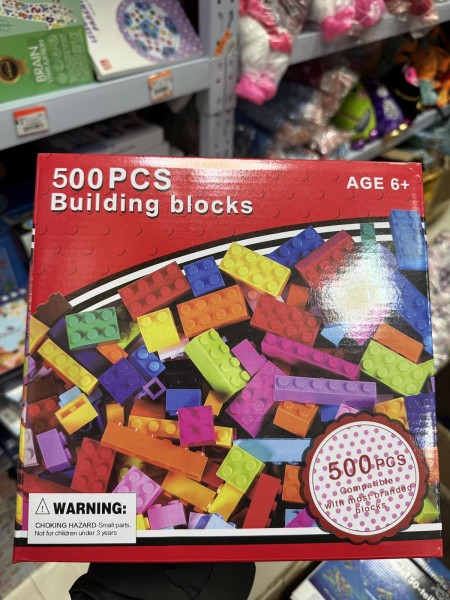 BRAIN
500PCS
Building blocks
AGE 6+
500 PCS
Compatible
with most branded
blocks
WARNING:
CHOKING HAZARD-Small parts.
Not for children under 3 years